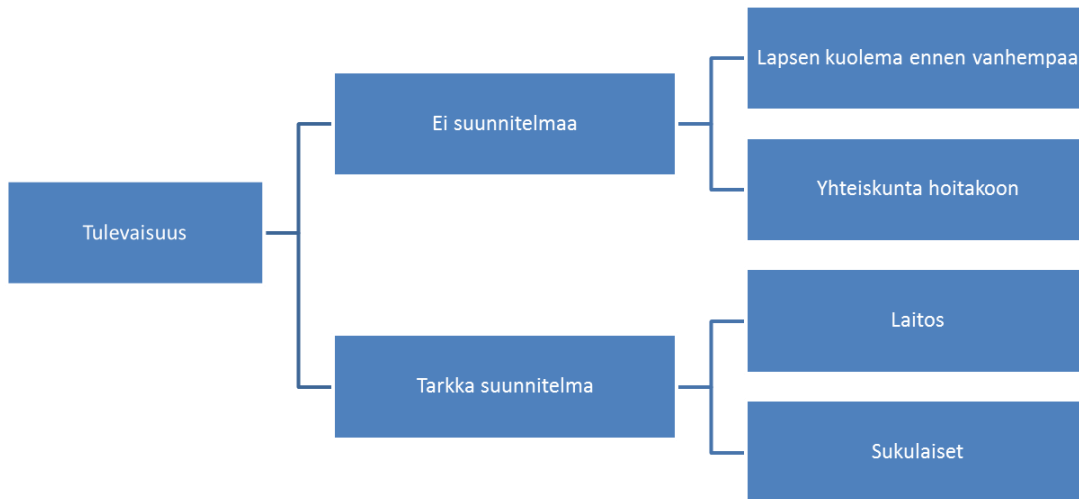 Tulevaisuus
Ei suunnitelmaa
Lapsen kuolema ennen vanhempaa
Yhteiskunta hoitakoon
Tarkka suunnitelma
Laitos
Sukulaiset